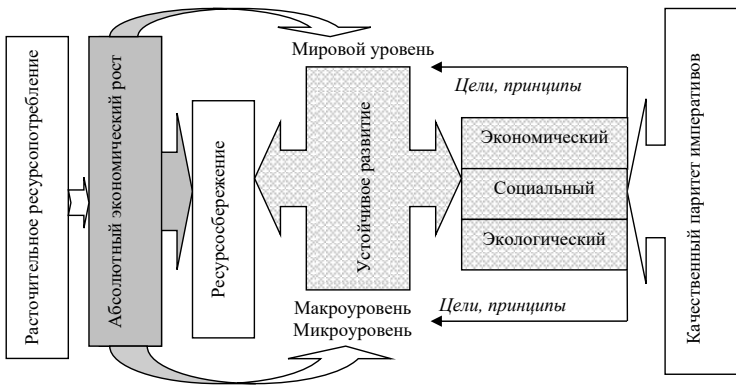 Расточительное ресурсопотребление
Абсолютный экономический рост
Ресурсосбережение
Мировой уровень
Устойчивое развитие
Макроуровень
Микроуровень
Цели, принципы
Экономический
Социальный
Экологический
Цели, принципы
Качественный паритет императивов